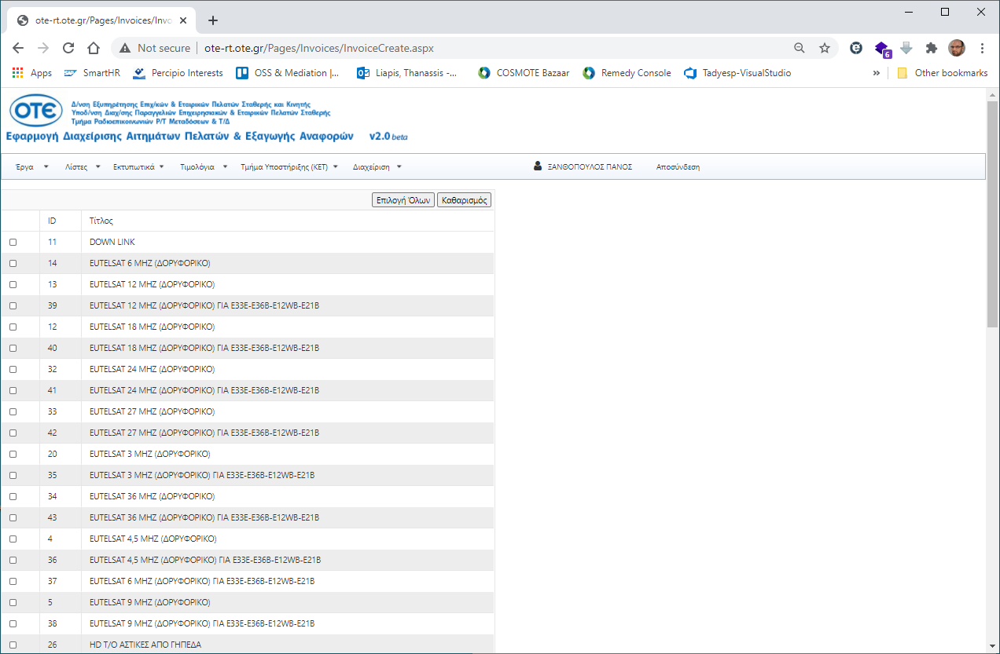 ote-rt.ote.gr/Pages/Invoices/Invo
Not secure ote-rt.ote.gr/Pages/Invoices/InvoiceCreate.aspx
6
Apps SmartHR Percipio Interests OSS & Mediation |... Liapis, Thanassis -... COSMOTE Bazaar Remedy Console Tadyesp-VisualStudio » Other bookmarks
ΟΤΕ
Δ/νση Εξυπηρέτησης Επιχ/κών & Εταιρικών Πελατών Σταθερής και Κινητής
Υποδ/νση Διαχ/σης Παραγγελιών Επιχειρησιακών & Εταιρικών Πελατών Σταθερής
Τμήμα Ραδιοεπικοινωνιών Ρ/Τ Μεταδόσεων & Τ/Δ
Εφαρμογή Διαχείρισης Αιτημάτων Πελατών & Εξαγωγής Αναφορών v2.0 beta
Έργα Λίστες Εκτυπωτικά Τιμολόγια Τμήμα Υποστήριξης (ΚΕΤ) Διαχείριση ΞΑΝΘΟΠΟΥΛΟΣ ΠΑΝΟΣ Αποσύνδεση
Επιλογή Όλων Καθαρισμός
ID Τίτλος
11 DOWN LINK
14 EUTELSAT 6 MHZ (ΔΟΡΥΦΟΡΙΚΟ)
13 EUTELSAT 12 MHZ (ΔΟΡΥΦΟΡΙΚΟ)
39 EUTELSAT 12 MHZ (ΔΟΡΥΦΟΡΙΚΟ) ΓΙΑ E33E-E36B-E12WB-E21B
12 EUTELSAT 18 MHZ (ΔΟΡΥΦΟΡΙΚΟ)
40 EUTELSAT 18 MHZ (ΔΟΡΥΦΟΡΙΚΟ) ΓΙΑ E33E-E36B-E12WB-E21B
32 EUTELSAT 24 MHZ (ΔΟΡΥΦΟΡΙΚΟ)
41 EUTELSAT 24 MHZ (ΔΟΡΥΦΟΡΙΚΟ) ΓΙΑ E33E-E36B-E12WB-E21B
33 EUTELSAT 27 MHZ (ΔΟΡΥΦΟΡΙΚΟ)
42 EUTELSAT 27 MHZ (ΔΟΡΥΦΟΡΙΚΟ) ΓΙΑ E33E-E36B-E12WB-E21B
20 EUTELSAT 3 MHZ (ΔΟΡΥΦΟΡΙΚΟ)
35 EUTELSAT 3 MHZ (ΔΟΡΥΦΟΡΙΚΟ) ΓΙΑ E33E-E36B-E12WB-E21B
34 EUTELSAT 36 MHZ (ΔΟΡΥΦΟΡΙΚΟ)
43 EUTELSAT 36 MHZ (ΔΟΡΥΦΟΡΙΚΟ) ΓΙΑ E33E-E36B-E12WB-E21B
4 EUTELSAT 4,5 MHZ (ΔΟΡΥΦΟΡΙΚΟ)
36 EUTELSAT 4,5 MHZ (ΔΟΡΥΦΟΡΙΚΟ) ΓΙΑ E33E-E36B-E12WB-E21B
37 EUTELSAT 6 MHZ (ΔΟΡΥΦΟΡΙΚΟ) ΓΙΑ E33E-E36B-E12WB-E21B
5 EUTELSAT 9 MHZ (ΔΟΡΥΦΟΡΙΚΟ)
38 EUTELSAT 9 MHZ (ΔΟΡΥΦΟΡΙΚΟ) ΓΙΑ E33E-E36B-E12WB-E21B
26 HD T/O ΑΣΤΙΚΕΣ ΑΠΟ ΓΗΠΕΔΑ